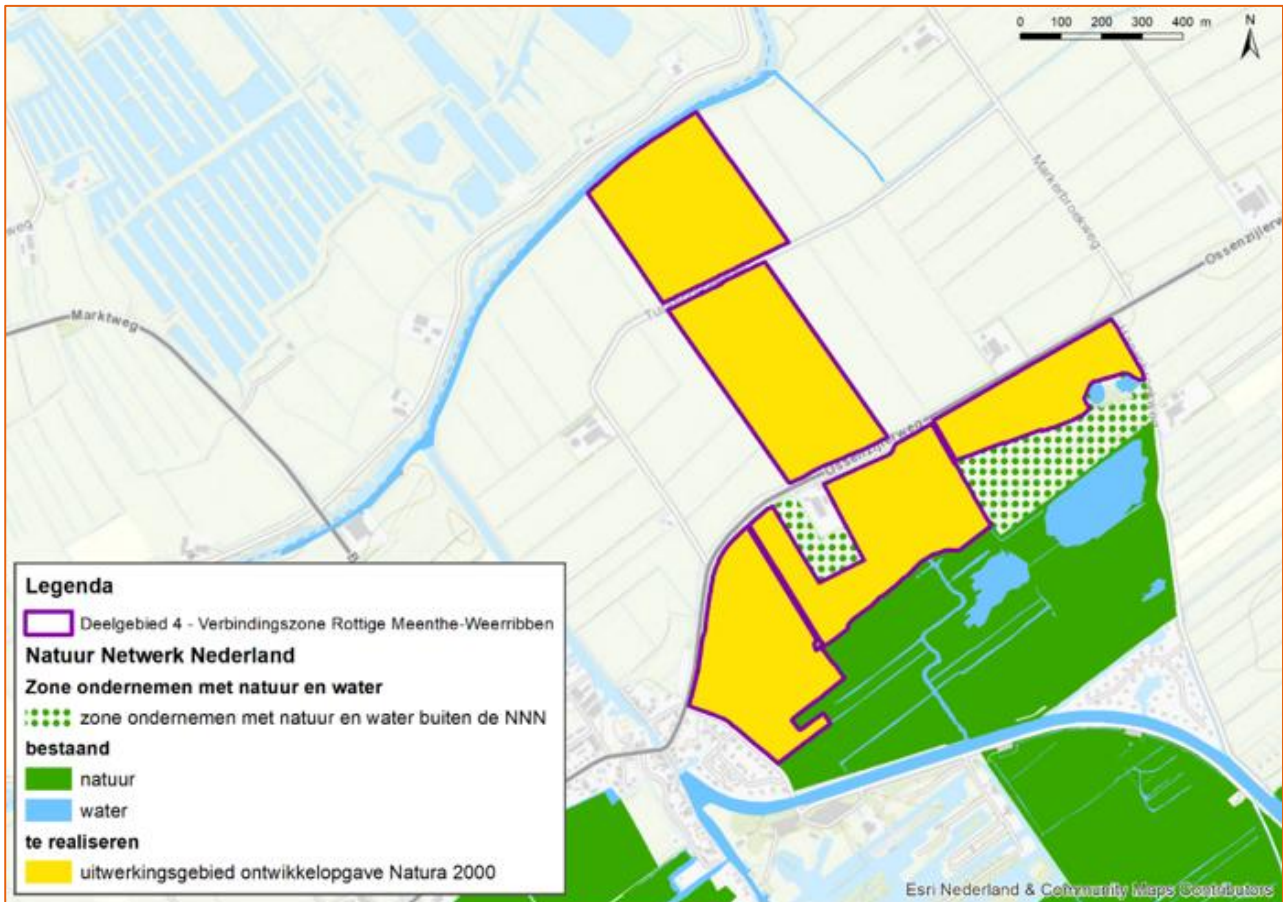 0 100 200 300 400 m
N
weg
Marktweg
Markerbroekweg
Ossenzijlerw
Ossenzijlerweg
Legenda
Deelgebied 4 - Verbindingszone Rottige Meenthe-Weerribben
Natuur Netwerk Nederland
Zone ondernemen met natuur en water
zone ondernemen met natuur en water buiten de NNN
bestaand
natuur
water
te realiseren
uitwerkingsgebied ontwikkelopgave Natura 2000
Esri Nederland & Community Maps Contributors